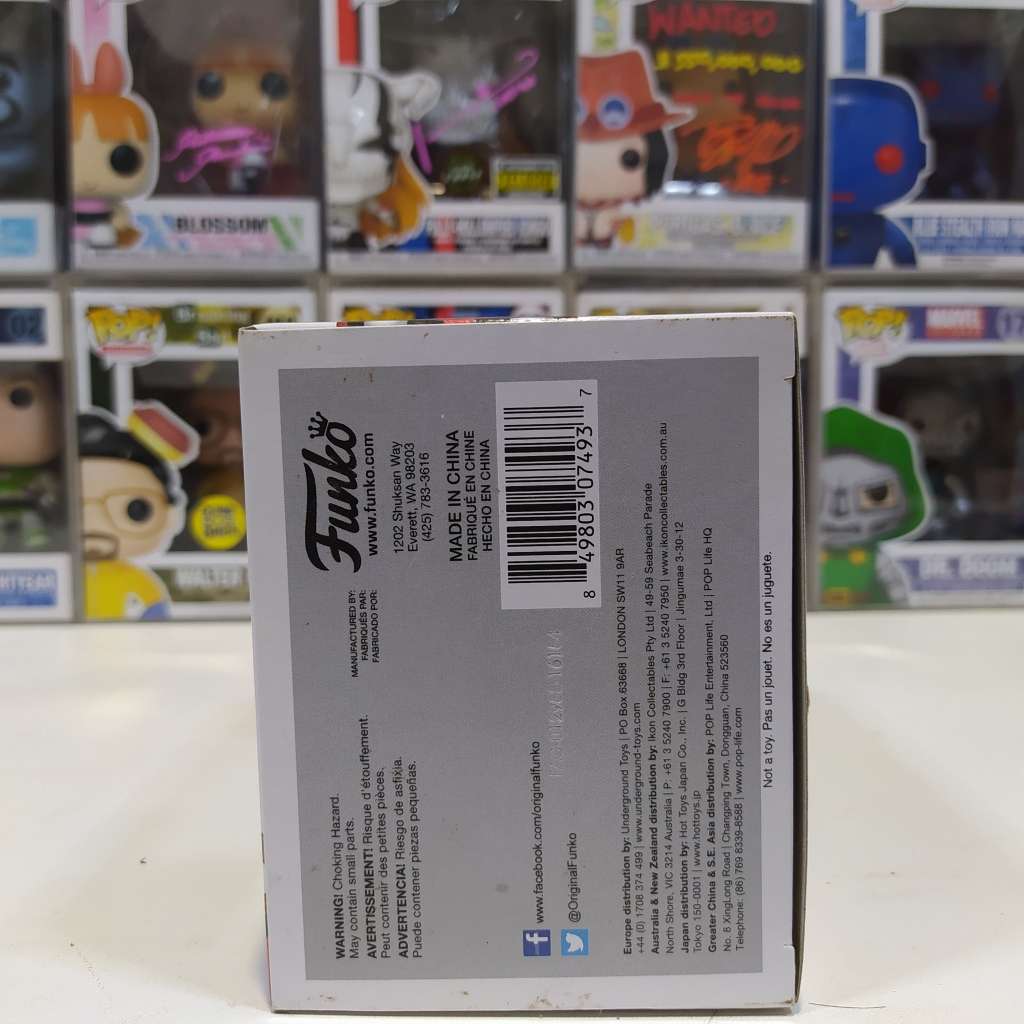 WANTED
BLOSSOM
POP!
MARVEL
WALTER
DR. DOOM
Funko
www.funko.com
MANUFACTURED BY:
FABRIQUÉS PAR:
FABRICADO POR:
1202 Shuksan Way
Everett, WA 98203
(425) 783-3616
MADE IN CHINA
FABRIQUÉ EN CHINE
HECHO EN CHINA
8 49803 07493 7
WARNING! Choking Hazard.
May contain small parts.
AVERTISSEMENT! Risque d'étouffement.
Peut contenir des petites pièces.
ADVERTENCIA! Riesgo de asfixia.
Puede contener piezas pequeñas.
www.facebook.com/originalfunko
@OriginalFunko
Europe distribution by: Underground Toys | PO Box 63668 | LONDON SW11 9AR
+44 (0) 1708 374 499 | www.underground-toys.com
Australia & New Zealand distribution by: Ikon Collectables Pty Ltd | 49-59 Seabeach Parade
North Shore, VIC 3214 Australia | P: +61 3 5240 7900 | F: +61 3 5240 7950 | www.ikoncollectables.com.au
Japan distribution by: Hot Toys Japan Co., Inc. | G Bldg 3rd Floor | Jingumae 3-30-12
Tokyo 150-0001 | www.hottoys.jp
Greater China & S.E. Asia distribution by: POP Life Entertainment, Ltd | POP Life HQ
No. 8 XingLong Road | Changping Town, Dongguan, China 523560
Telephone: (86) 769 8339-8588 | www.pop-life.com
Not a toy. Pas un jouet. No es un juguete.